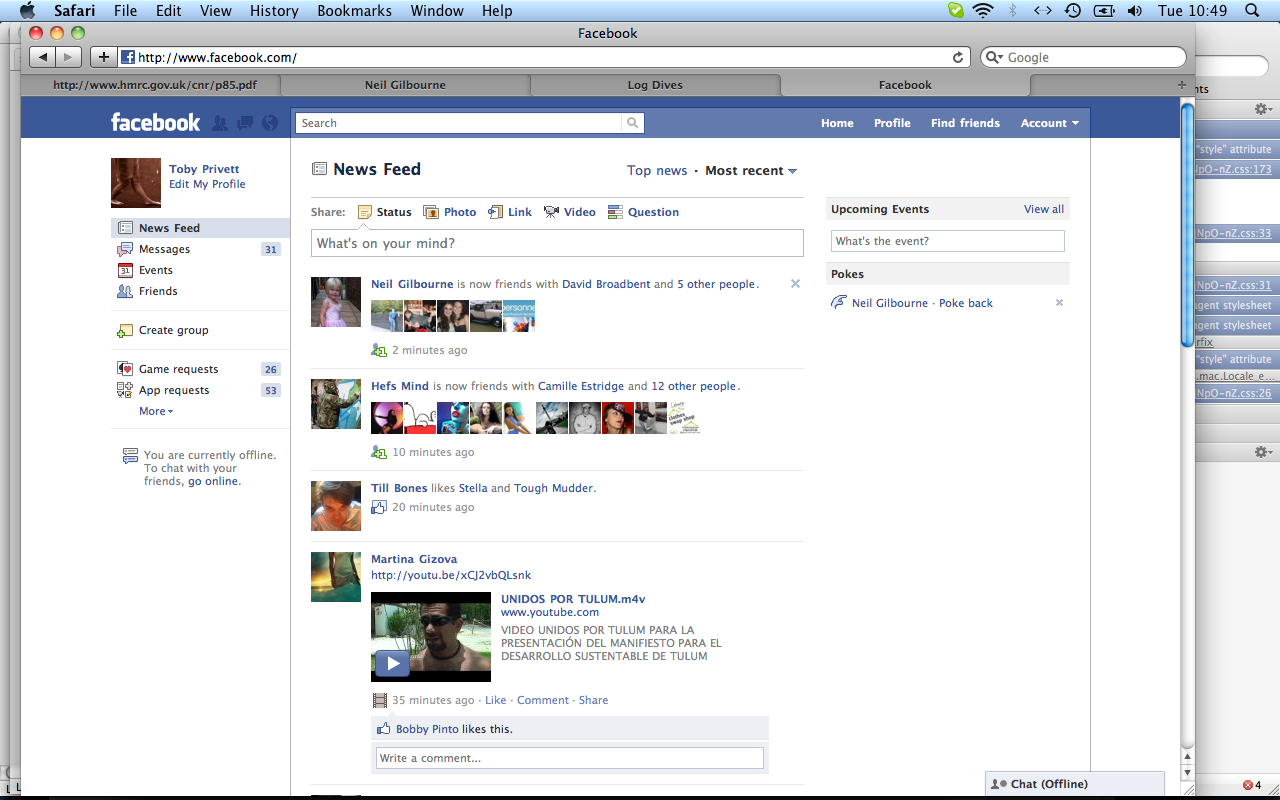 Safari File Edit View History Bookmarks Window Help Tue 10:49
Facebook
http://www.facebook.com/ Google
http://www.hmrc.gov.uk/cnr/p85.pdf Neil Gilbourne Log Dives Facebook
facebook Search Home Profile Find friends Account
Toby Privett
Edit My Profile
News Feed
Messages 31
Events
Friends
Create group
Game requests 26
App requests 53
More
You are currently offline.
To chat with your
friends, go online.
News Feed Top news · Most recent
Share: Status Photo Link Video Question
What's on your mind?
Neil Gilbourne is now friends with David Broadbent and 5 other people.
2 minutes ago
Hefs Mind is now friends with Camille Estridge and 12 other people.
10 minutes ago
Till Bones likes Stella and Tough Mudder.
20 minutes ago
Martina Gizova
http://youtu.be/xCJ2vbQLsnk
UNIDOS POR TULUM.m4v
www.youtube.com
VIDEO UNIDOS POR TULUM PARA LA
PRESENTACIÓN DEL MANIFIESTO PARA EL
DESARROLLO SUSTENTABLE DE TULUM
35 minutes ago · Like · Comment · Share
Bobby Pinto likes this.
Write a comment...
Upcoming Events View all
What's the event?
Pokes
Neil Gilbourne · Poke back
Chat (Offline)
nts
"style" attribute
pO-nZ.css:173
NpO-nZ.css:33
NpO-nZ.css:31
gent stylesheet
gent stylesheet
rfix
"style" attribute
.mac.Locale_e...
NpO-nZ.css:26
4